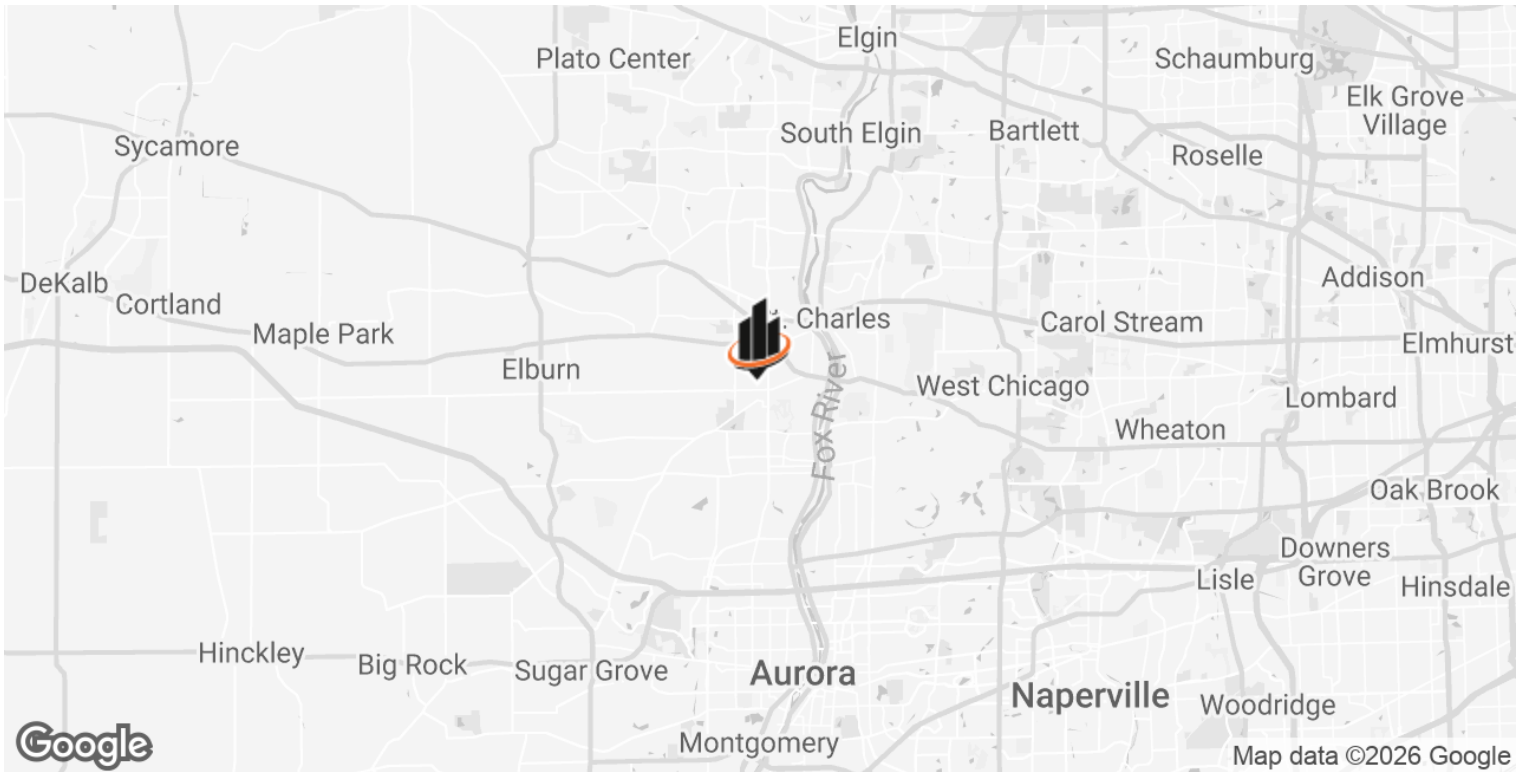 Elgin
Plato Center
Schaumburg
Elk Grove
Village
South Elgin
Bartlett
Sycamore
Roselle
DeKalb
Cortland
Addison
Maple Park
. Charles
Carol Stream
Elmhurst
Elburn
West Chicago
Lombard
Wheaton
Fox River
Oak Brook
Downers
Grove
Lisle
Hinsdale
Hinckley
Big Rock
Sugar Grove
Aurora
Naperville
Woodridge
Montgomery
Google
Map data ©2026 Google